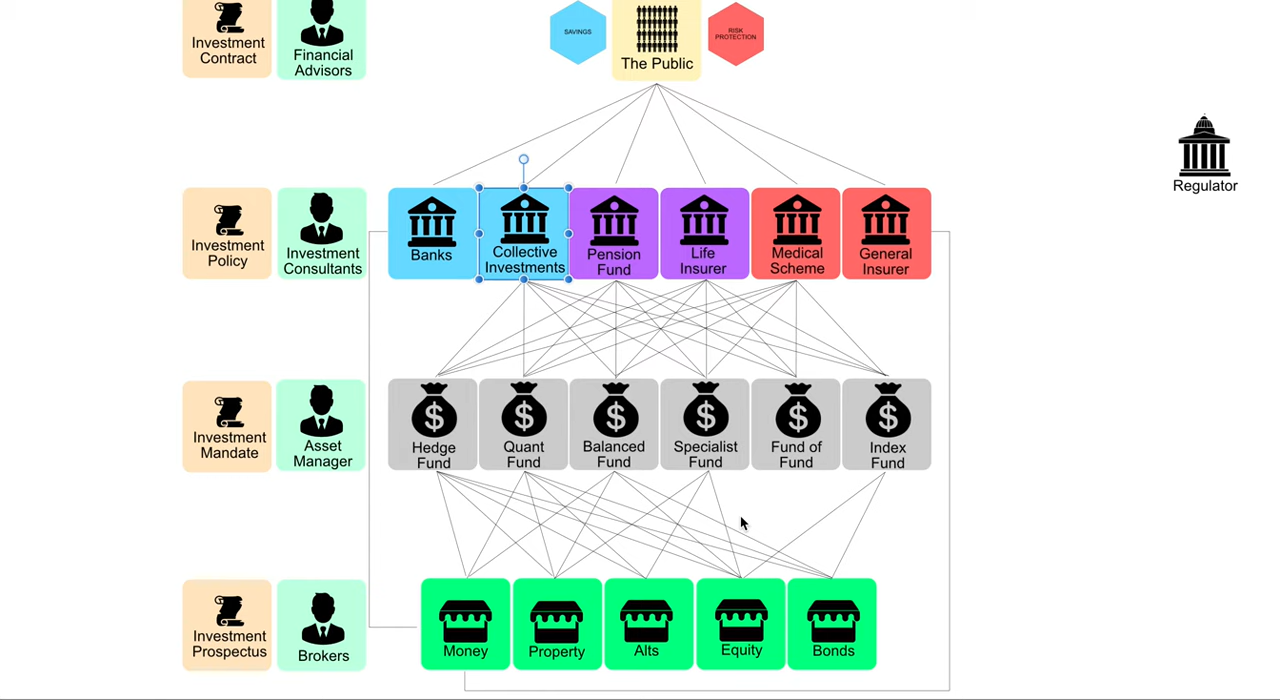 Investment
Contract
Financial
Advisors
SAVINGS
The Public
RISK
PROTECTION
Regulator
Investment
Policy
Investment
Consultants
Banks
Collective
Investments
Pension
Fund
Life
Insurer
Medical
Scheme
General
Insurer
Investment
Mandate
Asset
Manager
$
Hedge
Fund
$
Quant
Fund
$
Balanced
Fund
$
Specialist
Fund
$
Fund of
Fund
$
Index
Fund
Investment
Prospectus
Brokers
Money
Property
Alts
Equity
Bonds